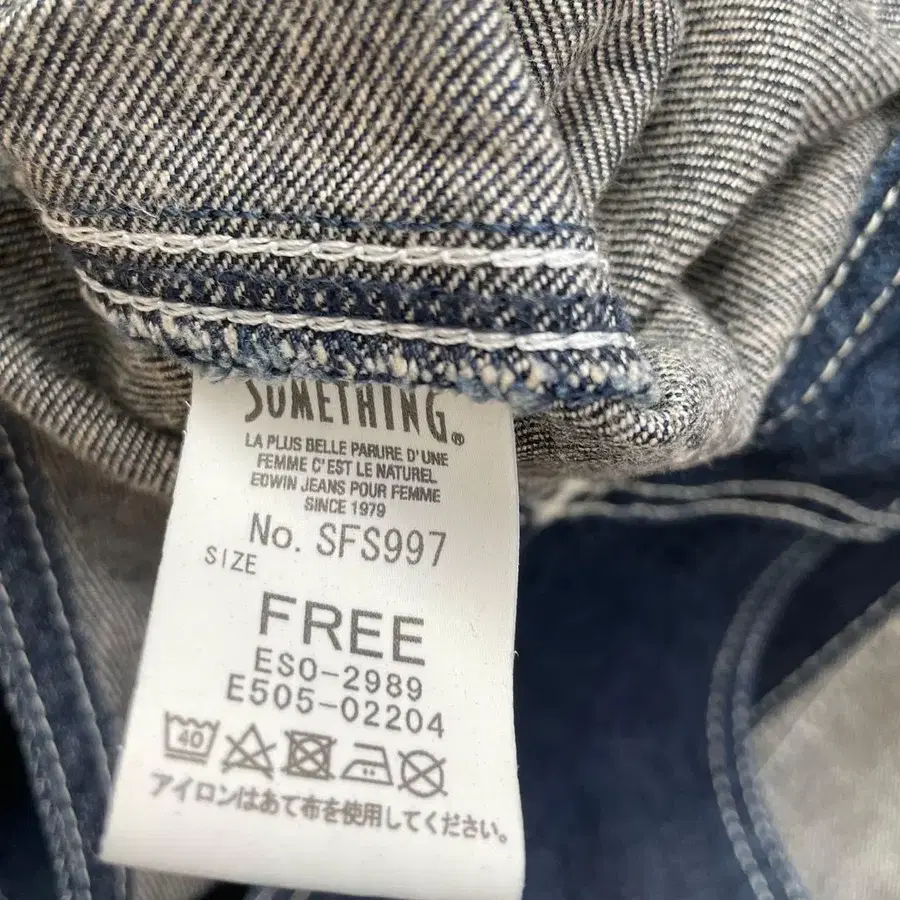 SOMETHING®
LA PLUS BELLE PARURE D'UNE
FEMME C'EST LE NATUREL
EDWIN JEANS POUR FEMME
SINCE 1979
No. SFS997
SIZE
FREE
ES0-2989
E505-02204
40
アイロンはあて布を使用してください。